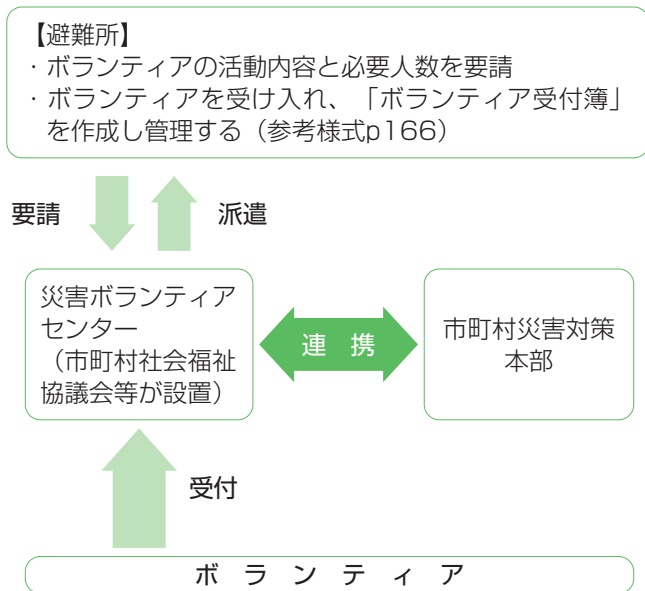 【避難所】
・ボランティアの活動内容と必要人数を要請
・ボランティアを受け入れ、「ボランティア受付簿」
を作成し管理する（参考様式p166）
要請
派遣
災害ボランティア
センター
（市町村社会福祉
協議会等が設置）
連 携
市町村災害対策
本部
受付
ボ ラ ン テ ィ ア